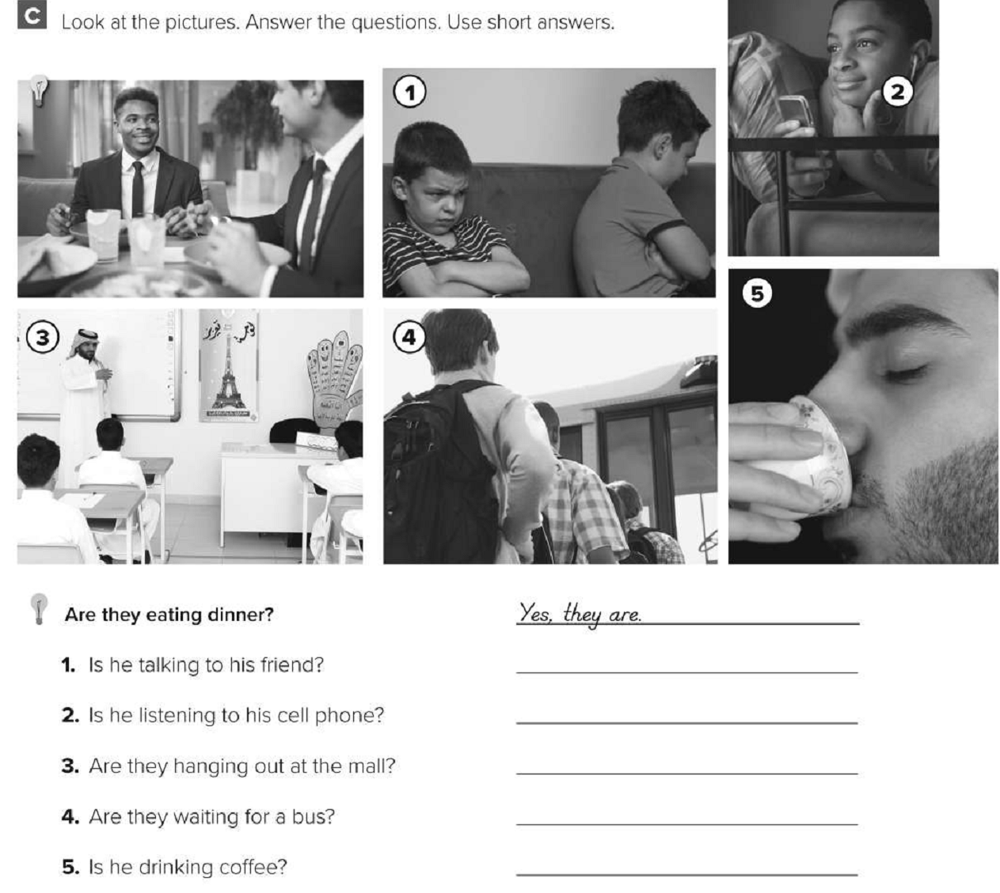 C Look at the pictures. Answer the questions. Use short answers.
1
2
3
4
5
Are they eating dinner? Yes, they are.
1. Is he talking to his friend?
2. Is he listening to his cell phone?
3. Are they hanging out at the mall?
4. Are they waiting for a bus?
5. Is he drinking coffee?